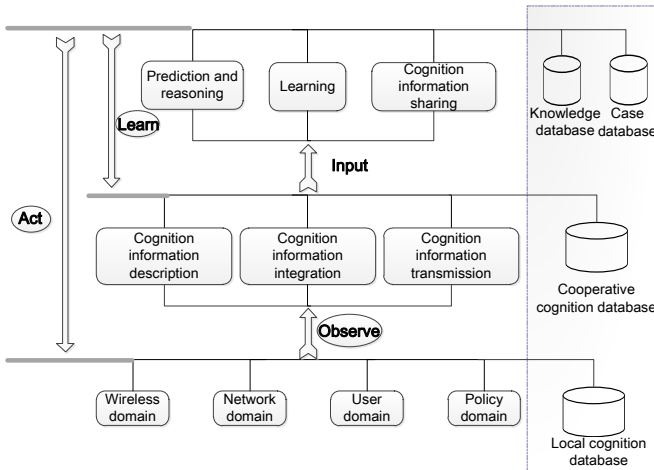 Prediction and
reasoning
Learning
Cognition
information
sharing
Knowledge
database
Case
database
Learn
Input
Act
Cognition
information
description
Cognition
information
integration
Cognition
information
transmission
Cooperative
cognition database
Observe
Wireless
domain
Network
domain
User
domain
Policy
domain
Local cognition
database